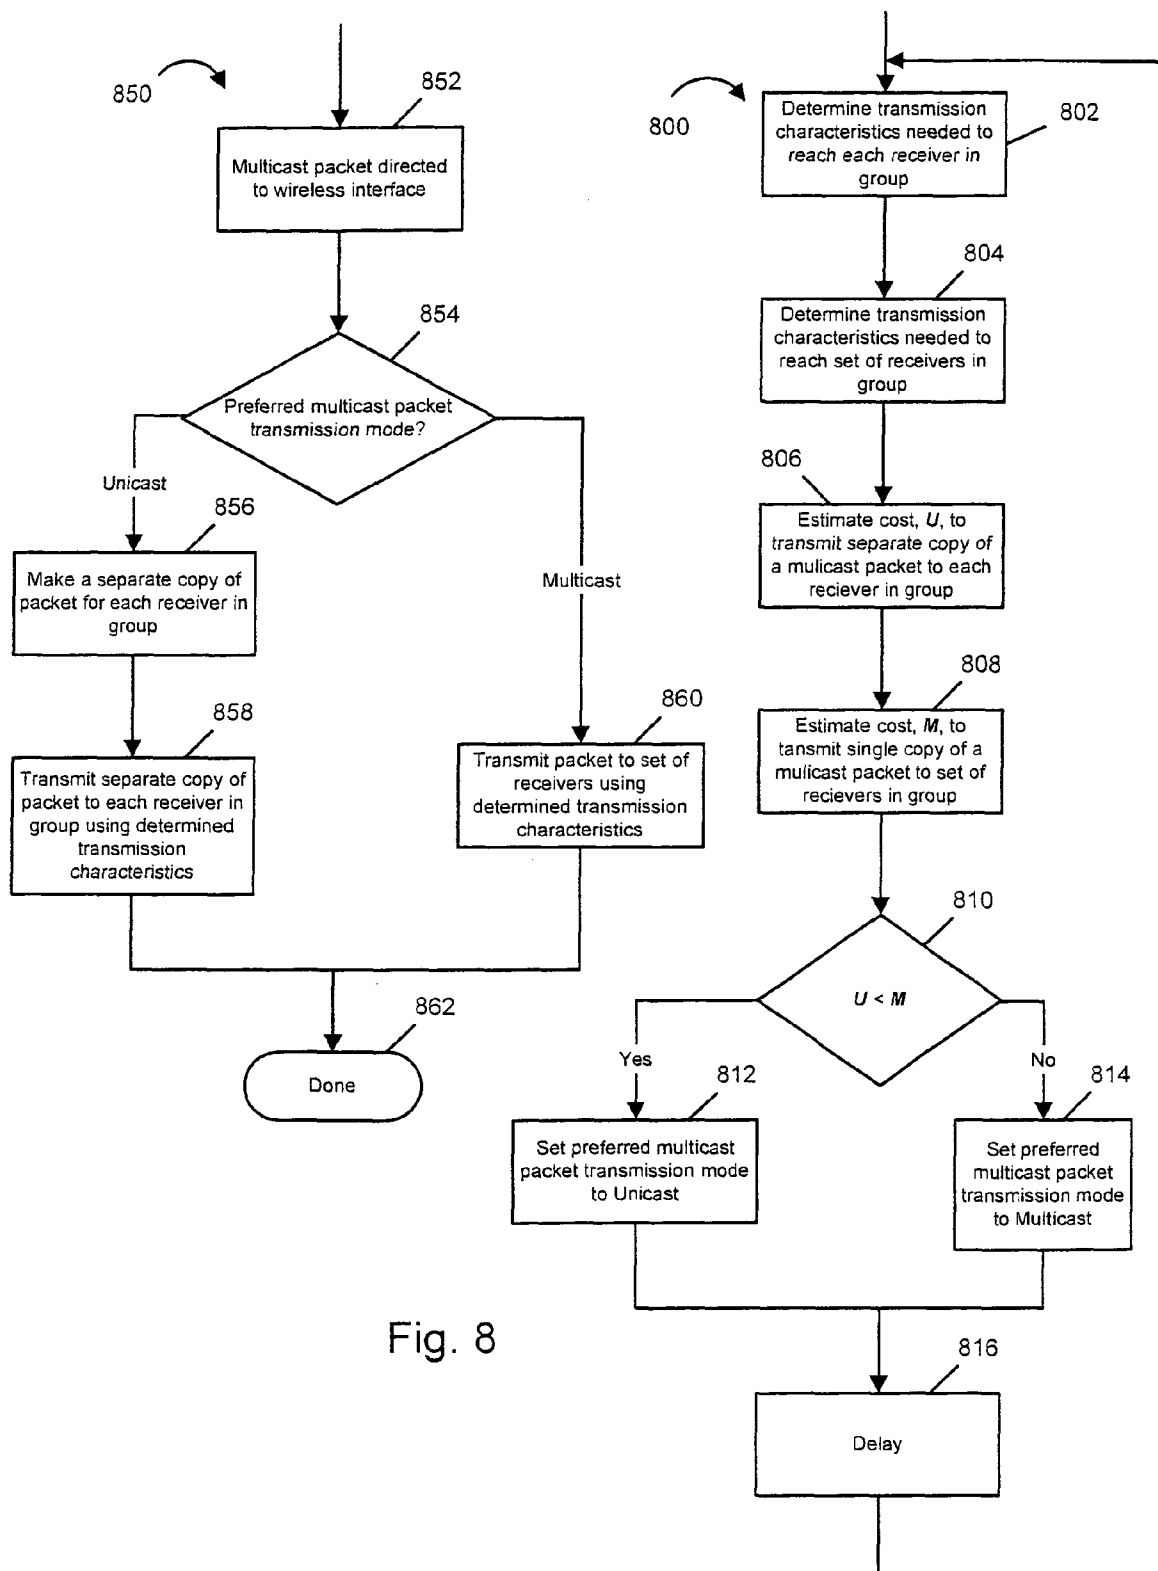 850
852
Multicast packet directed
to wireless interface
854
Preferred multicast packet
transmission mode?
Unicast
Multicast
856
Make a separate copy of
packet for each receiver in
group
858
Transmit separate copy of
packet to each receiver in
group using determined
transmission
characteristics
860
Transmit packet to set of
receivers using
determined transmission
characteristics
862
Done
800
802
Determine transmission
characteristics needed to
reach each receiver in
group
804
Determine transmission
characteristics needed to
reach set of receivers in
group
806
Estimate cost, U, to
transmit separate copy of
a mulicast packet to each
reciever in group
808
Estimate cost, M, to
tansmit single copy of a
mulicast packet to set of
recievers in group
810
U < M
Yes
No
812
Set preferred multicast
packet transmission mode
to Unicast
814
Set preferred
multicast packet
transmission mode
to Multicast
816
Delay
Fig. 8